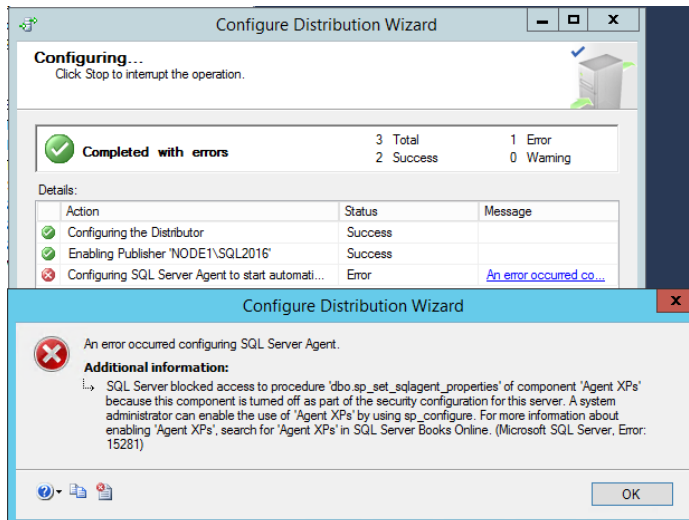 Configure Distribution Wizard
Configuring...
Click Stop to interrupt the operation.
Completed with errors
3 Total
1 Error
2 Success
0 Warning
Details:
Action Status Message
Configuring the Distributor Success
Enabling Publisher 'NODE1\SQL2016' Success
Configuring SQL Server Agent to start automati... Error An error occurred co...
Configure Distribution Wizard
An error occurred configuring SQL Server Agent.
Additional information:
SQL Server blocked access to procedure 'dbo.sp_set_sqlagent_properties' of component 'Agent XPs'
because this component is turned off as part of the security configuration for this server. A system
administrator can enable the use of 'Agent XPs' by using sp_configure. For more information about
enabling 'Agent XPs', search for 'Agent XPs' in SQL Server Books Online. (Microsoft SQL Server, Error:
15281)
OK